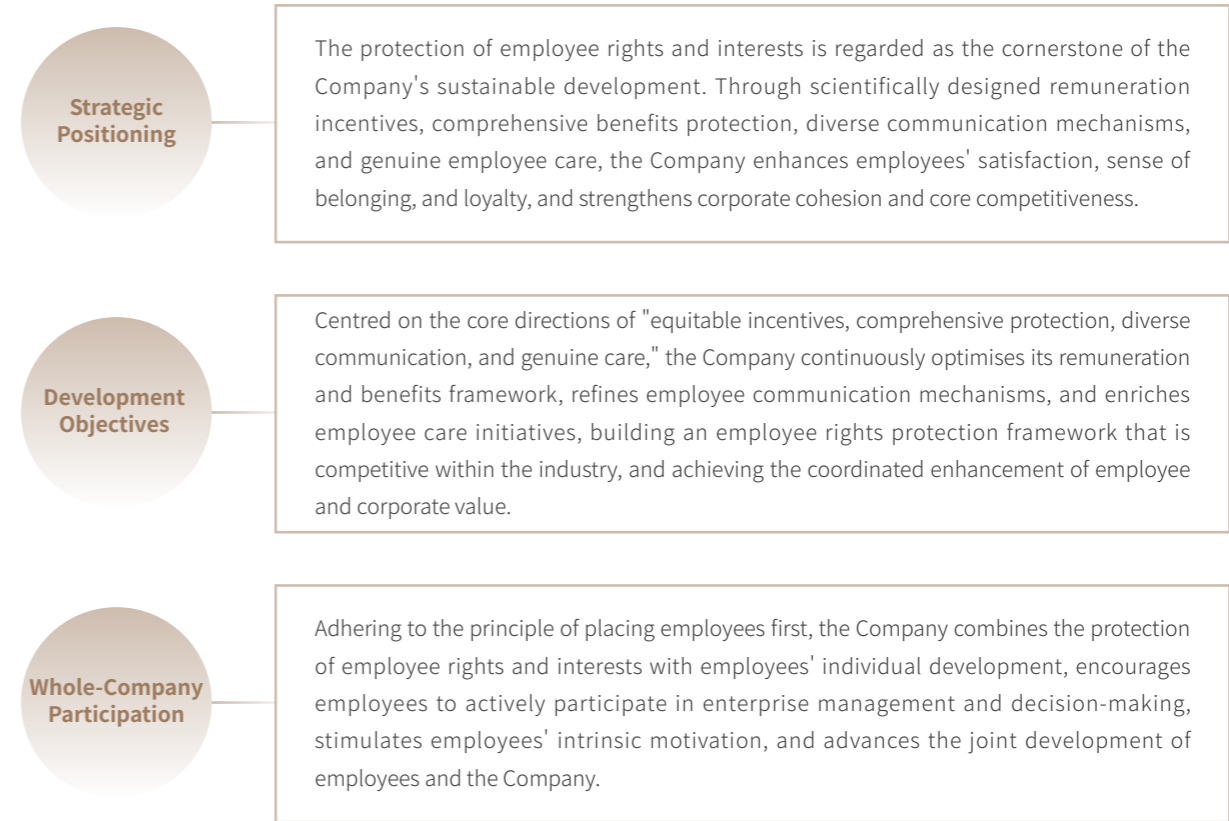 Strategic
Positioning
The protection of employee rights and interests is regarded as the cornerstone of the
Company's sustainable development. Through scientifically designed remuneration
incentives, comprehensive benefits protection, diverse communication mechanisms,
and genuine employee care, the Company enhances employees' satisfaction, sense of
belonging, and loyalty, and strengthens corporate cohesion and core competitiveness.
Development
Objectives
Centred on the core directions of "equitable incentives, comprehensive protection, diverse
communication, and genuine care," the Company continuously optimises its remuneration
and benefits framework, refines employee communication mechanisms, and enriches
employee care initiatives, building an employee rights protection framework that is
competitive within the industry, and achieving the coordinated enhancement of employee
and corporate value.
Whole-Company
Participation
Adhering to the principle of placing employees first, the Company combines the protection
of employee rights and interests with employees' individual development, encourages
employees to actively participate in enterprise management and decision-making,
stimulates employees' intrinsic motivation, and advances the joint development of
employees and the Company.